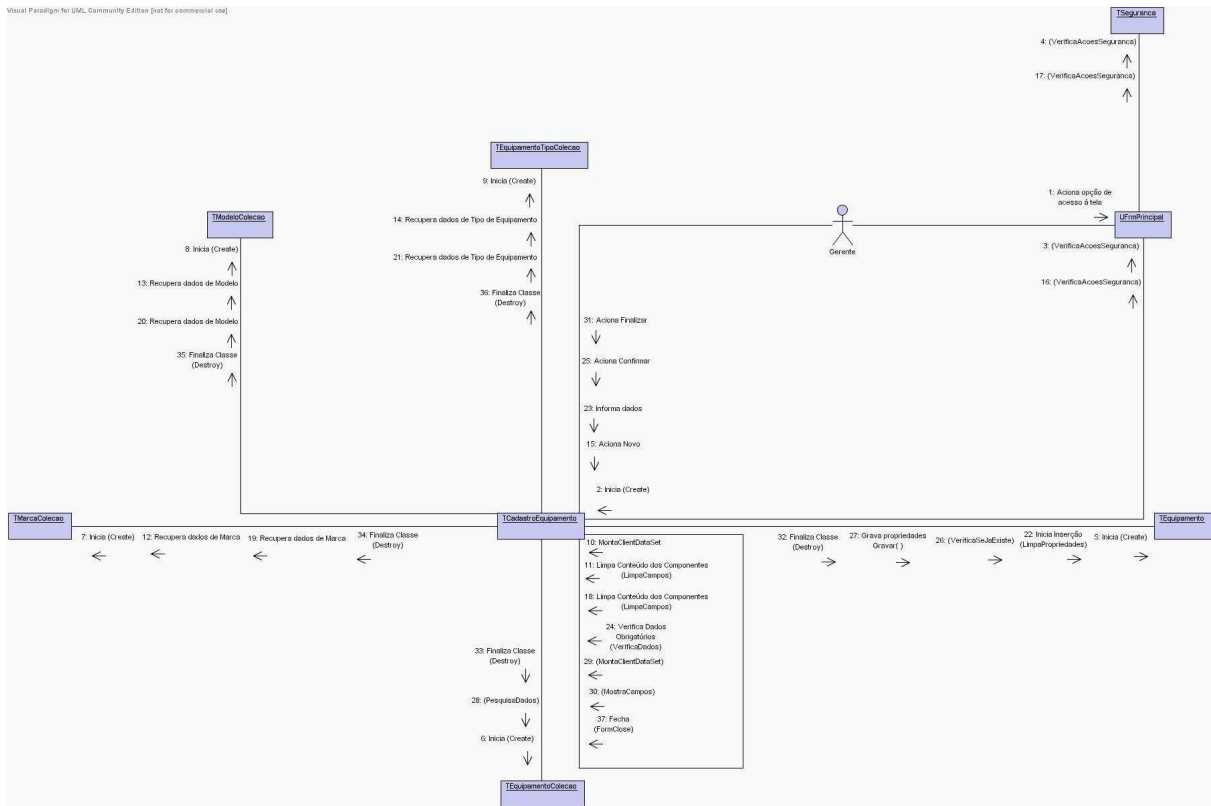 Visual Paradigm for UML Community Edition [not for commercial use]
TSeguranca
4: (VerificaAcoesSeguranca)
17: (VerificaAcoesSeguranca)
TEquipamentoTipoColecao
9: Inicia (Create)
14: Recupera dados de Tipo de Equipamento
21: Recupera dados de Tipo de Equipamento
36: Finaliza Classe
(Destroy)
1: Aciona opção de
acesso á tela
TModeloColecao
8: Inicia (Create)
13: Recupera dados de Modelo
20: Recupera dados de Modelo
35: Finaliza Classe
(Destroy)
Gerente
UFrmPrincipal
3: (VerificaAcoesSeguranca)
16: (VerificaAcoesSeguranca)
31: Aciona Finalizar
25: Aciona Confirmar
23: Informa dados
15: Aciona Novo
2: Inicia (Create)
TMarcaColecao
TCadastroEquipamento
TEquipamento
7: Inicia (Create)
12: Recupera dados de Marca
19: Recupera dados de Marca
34: Finaliza Classe
(Destroy)
32: Finaliza Classe
(Destroy)
27: Grava propriedades
Gravar( )
26: (VerificaSeJaExiste)
22: Inicia Inserção
(LimpaPropriedades)
5: Inicia (Create)
10: MontaClientDataSet
11: Limpa Conteúdo dos Componentes
(LimpaCampos)
18: Limpa Conteúdo dos Componentes
(LimpaCampos)
24: Verifica Dados
Obrigatórios
(VerificaDados)
29: (MontaClientDataSet)
30: (MostraCampos)
37: Fecha
(FormClose)
33: Finaliza Classe
(Destroy)
28: (PesquisaDados)
6: Inicia (Create)
TEquipamentoColecao